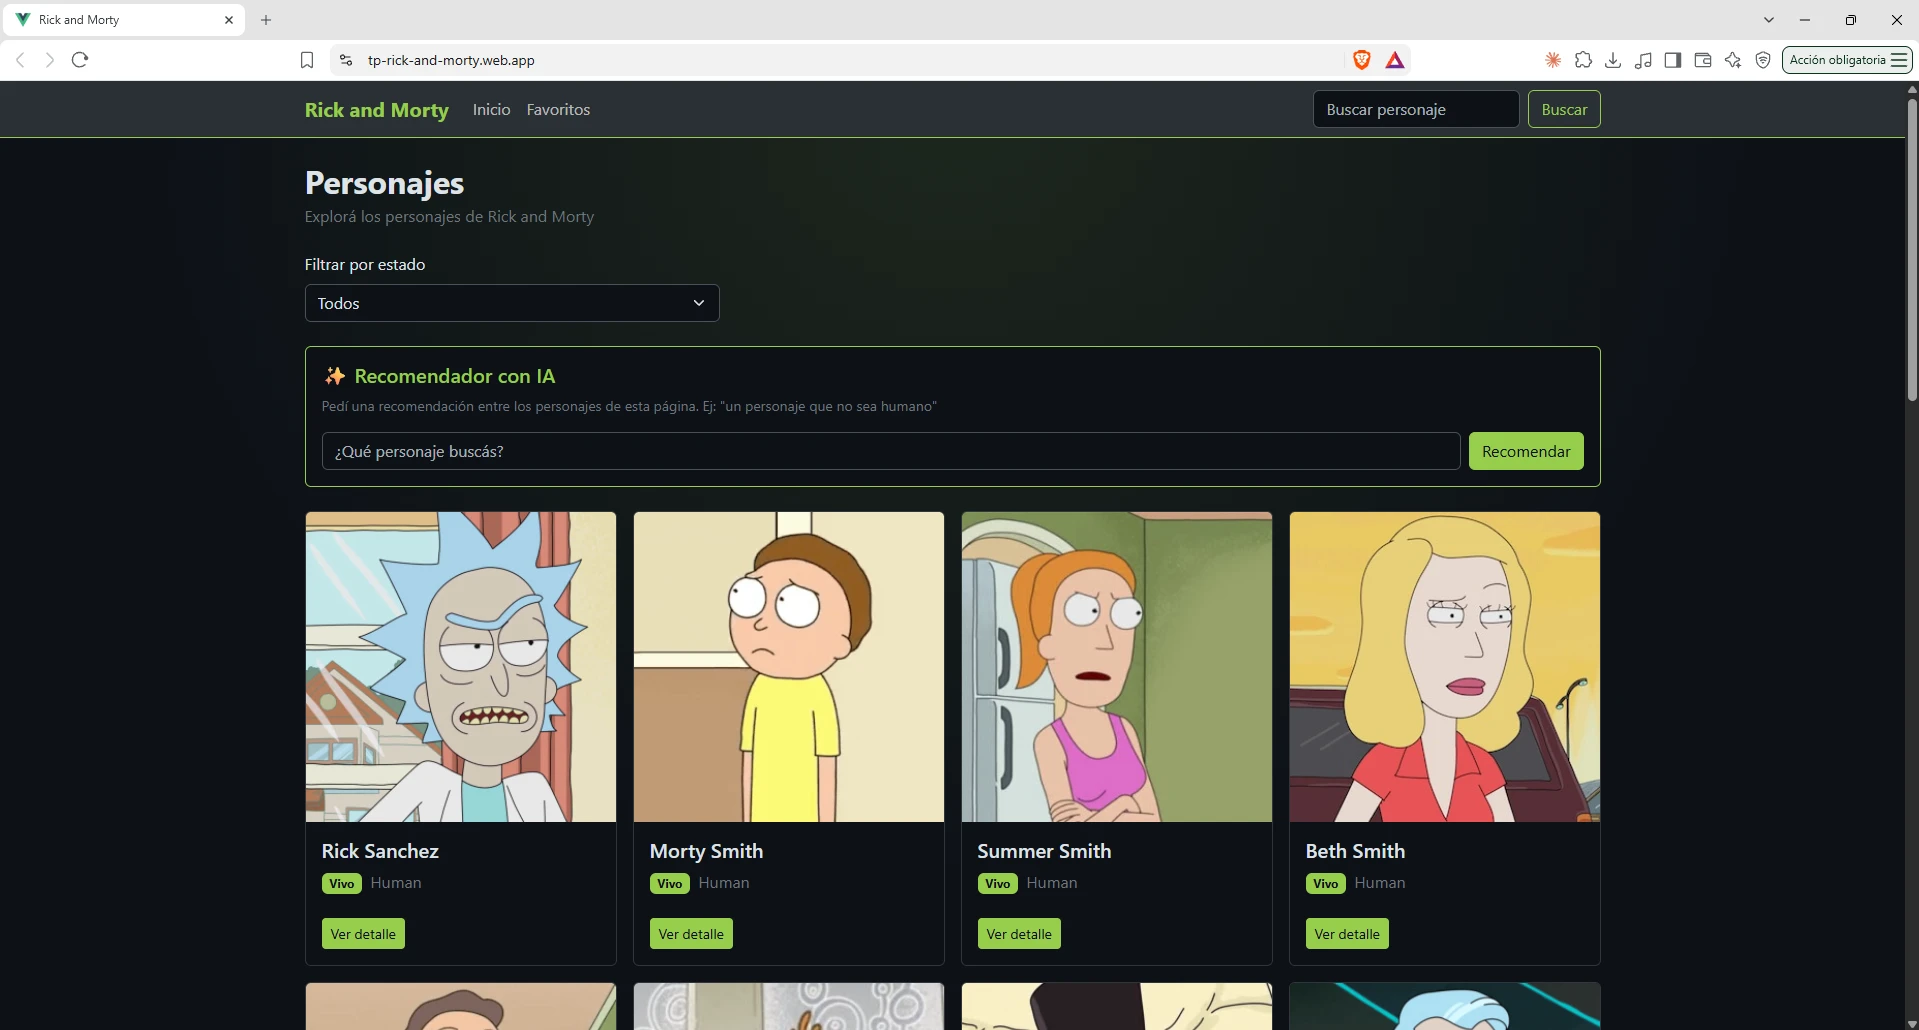 Rick and Morty
tp-rick-and-morty.web.app
Acción obligatoria
Rick and Morty Inicio Favoritos Buscar personaje Buscar
Personajes
Explorá los personajes de Rick and Morty
Filtrar por estado
Todos
✨ Recomendador con IA
Pedí una recomendación entre los personajes de esta página. Ej: "un personaje que no sea humano"
¿Qué personaje buscás? Recomendar
Rick Sanchez
Vivo Human
Ver detalle
Morty Smith
Vivo Human
Ver detalle
Summer Smith
Vivo Human
Ver detalle
Beth Smith
Vivo Human
Ver detalle